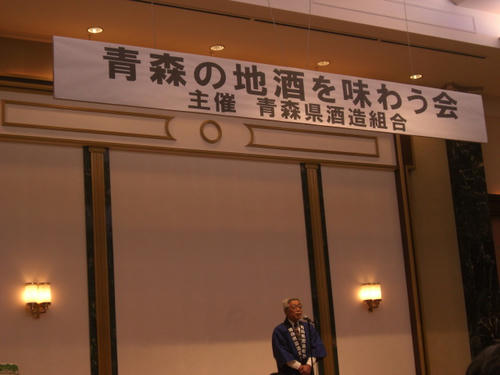 青森の地酒を味わう会
主催 青森県酒造組合